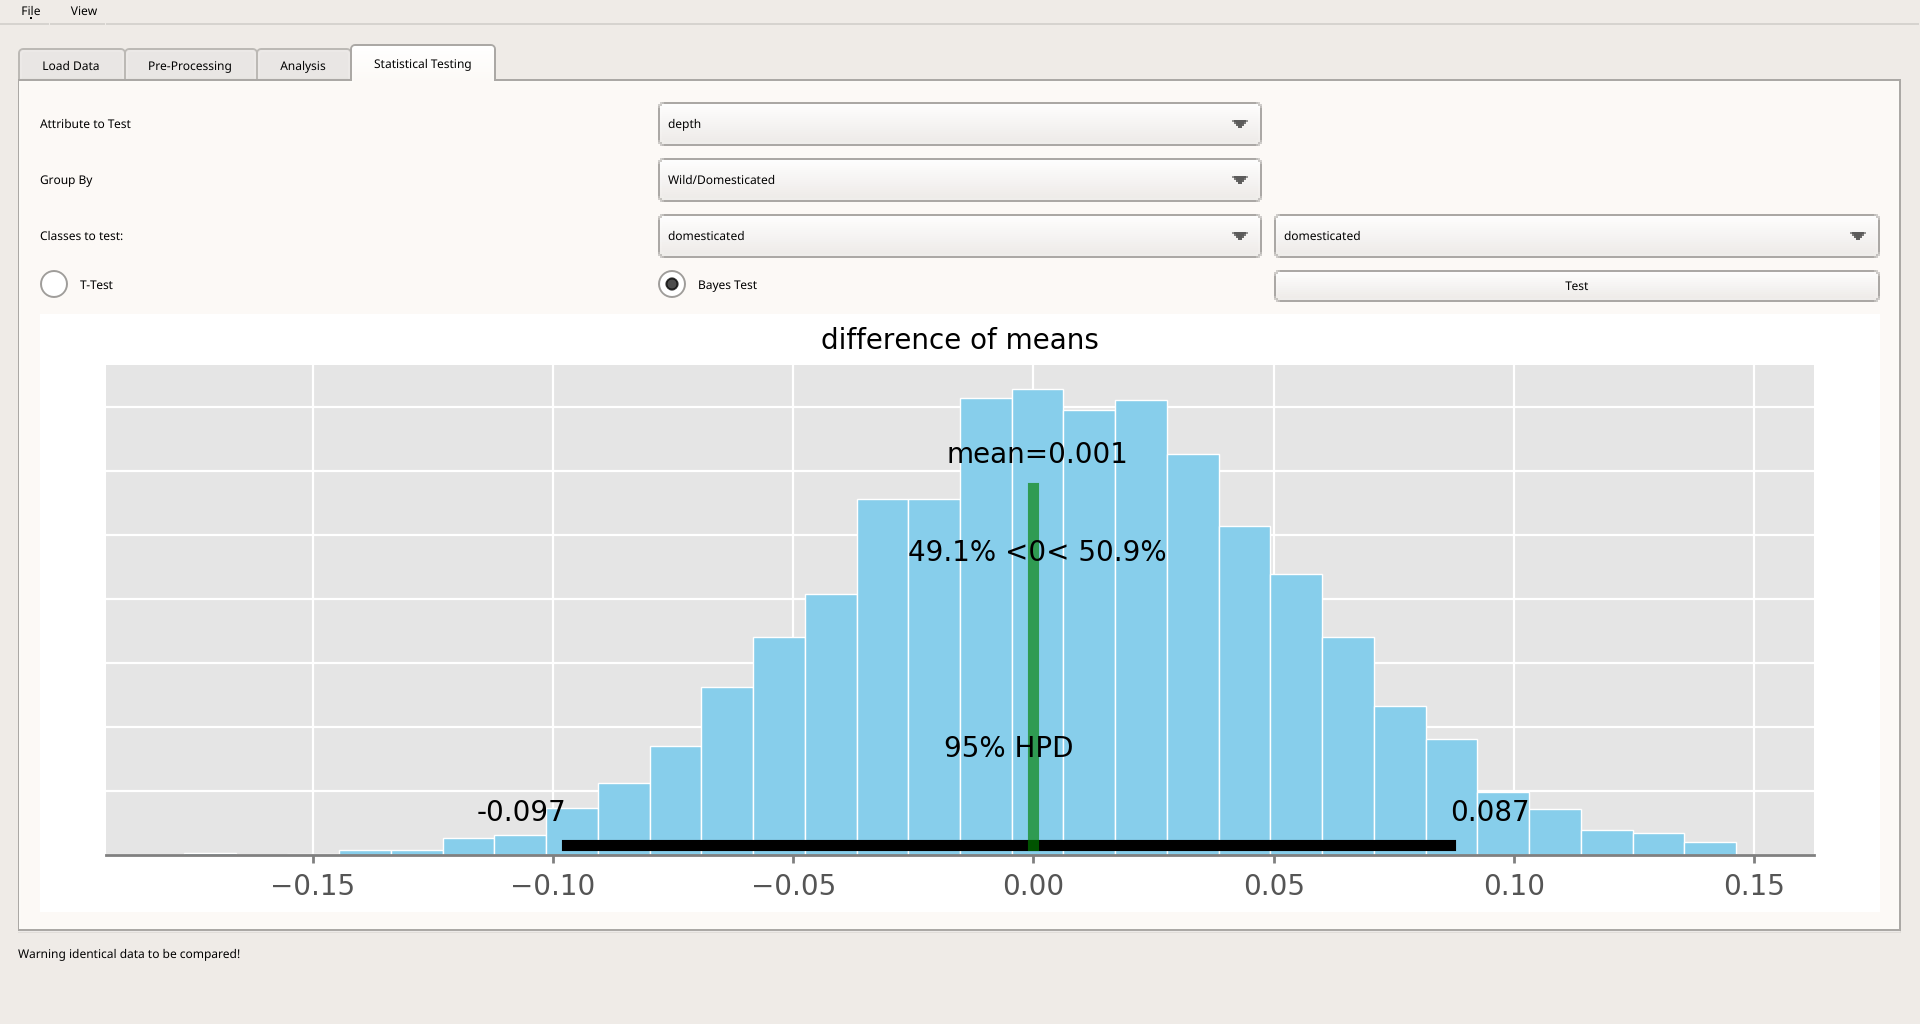 File View
Load Data Pre-Processing Analysis Statistical Testing
Attribute to Test depth
Group By Wild/Domesticated
Classes to test: domesticated domesticated
T-Test Bayes Test Test
difference of means
mean=0.001
49.1% <0< 50.9%
95% HPD
-0.097 0.087
−0.15 −0.10 −0.05 0.00 0.05 0.10 0.15
Warning identical data to be compared!